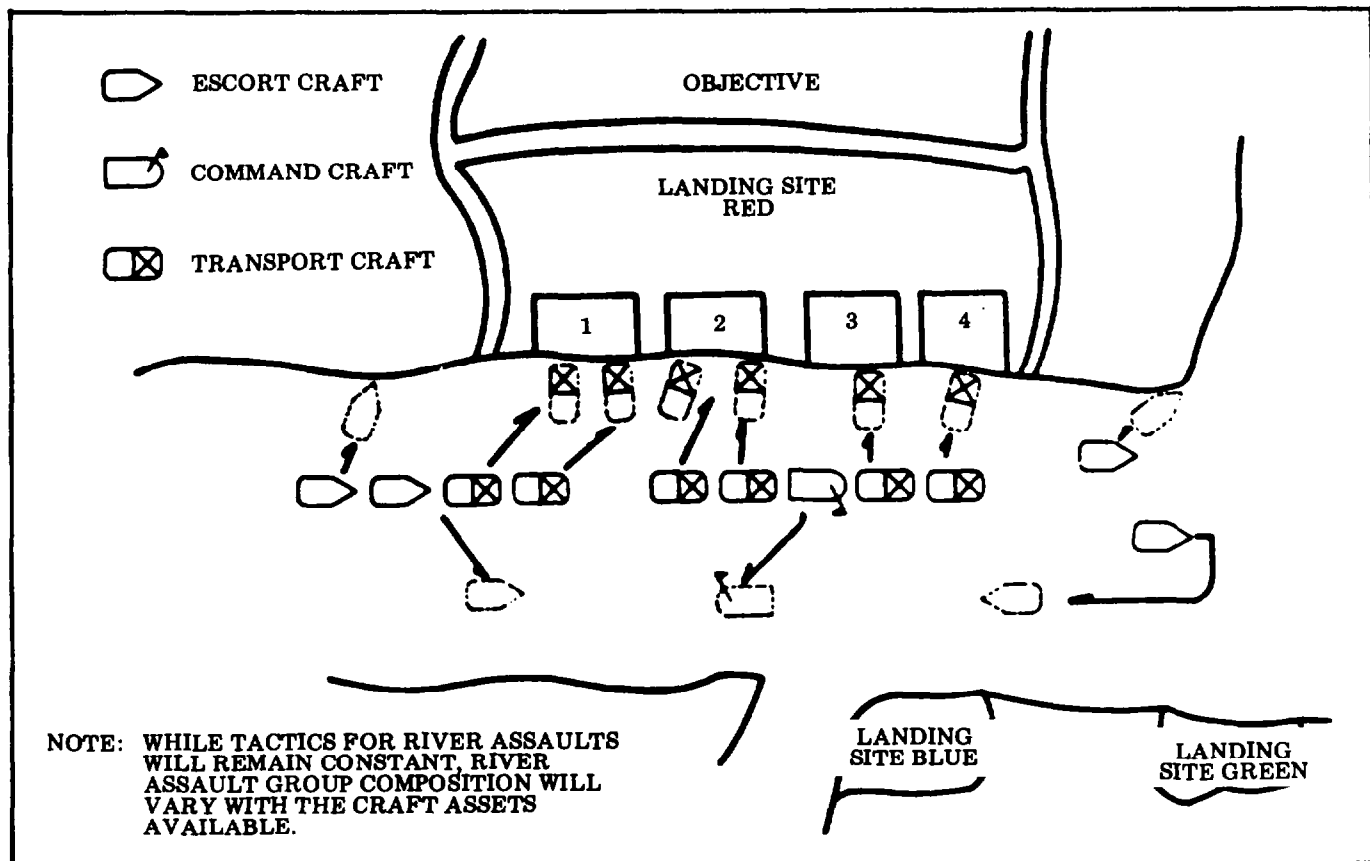 ESCORT CRAFT
COMMAND CRAFT
TRANSPORT CRAFT
OBJECTIVE
LANDING SITE
RED
1
2
3
4
NOTE: WHILE TACTICS FOR RIVER ASSAULTS
WILL REMAIN CONSTANT, RIVER
ASSAULT GROUP COMPOSITION WILL
VARY WITH THE CRAFT ASSETS
AVAILABLE.
LANDING
SITE BLUE
LANDING
SITE GREEN